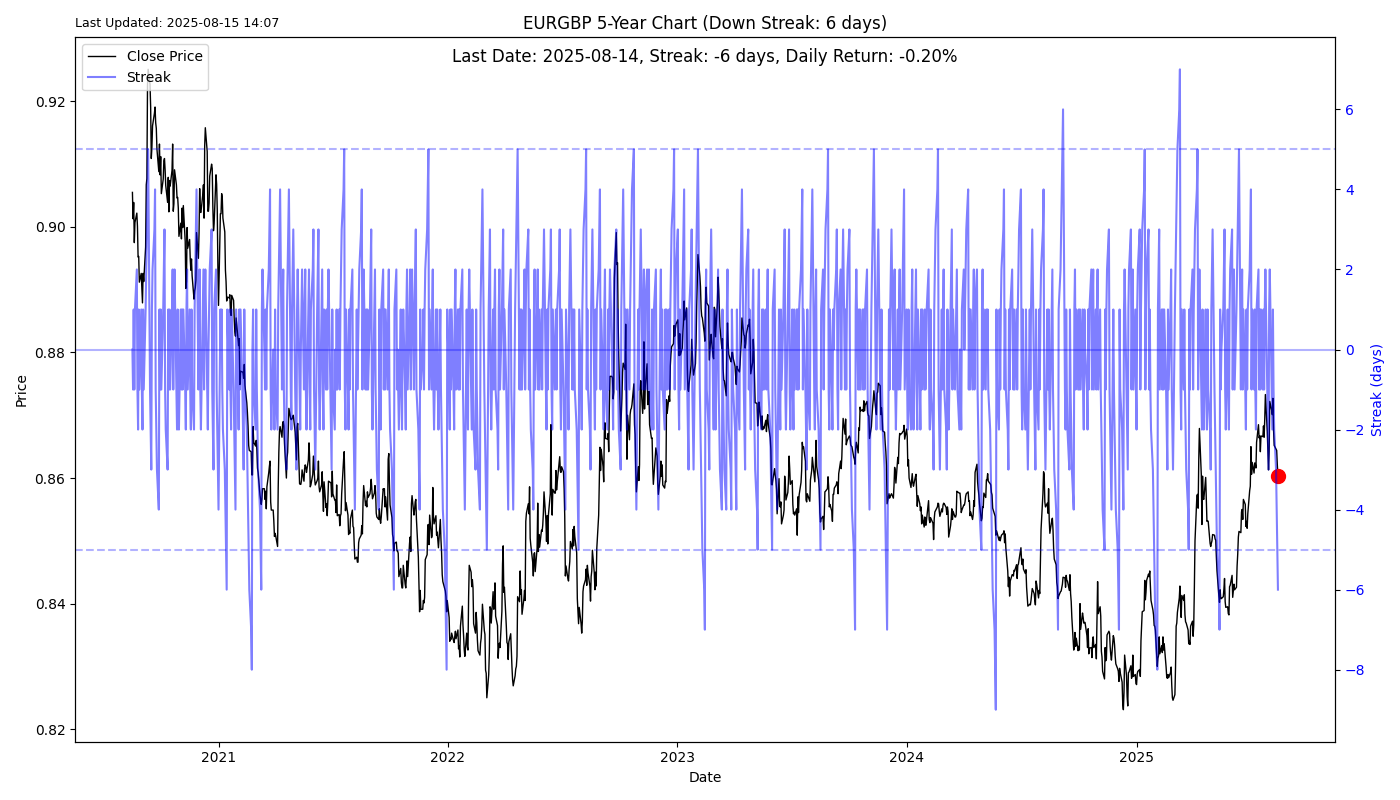 Last Updated: 2025-08-15 14:07
EURGBP 5-Year Chart (Down Streak: 6 days)
Last Date: 2025-08-14, Streak: -6 days, Daily Return: -0.20%
Close Price
Streak
Price
0.92
0.90
0.88
0.86
0.84
0.82
6
4
2
0
−2
−4
−6
−8
Streak (days)
2021
2022
2023
2024
2025
Date